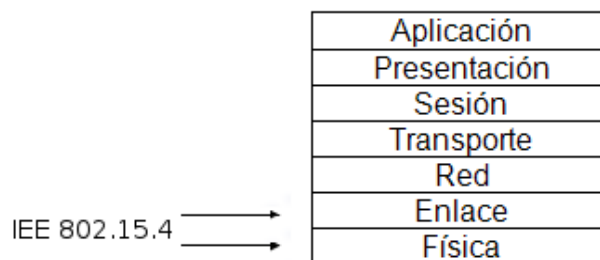 Aplicación
Presentación
Sesión
Transporte
Red
Enlace
IEE 802.15.4
Física